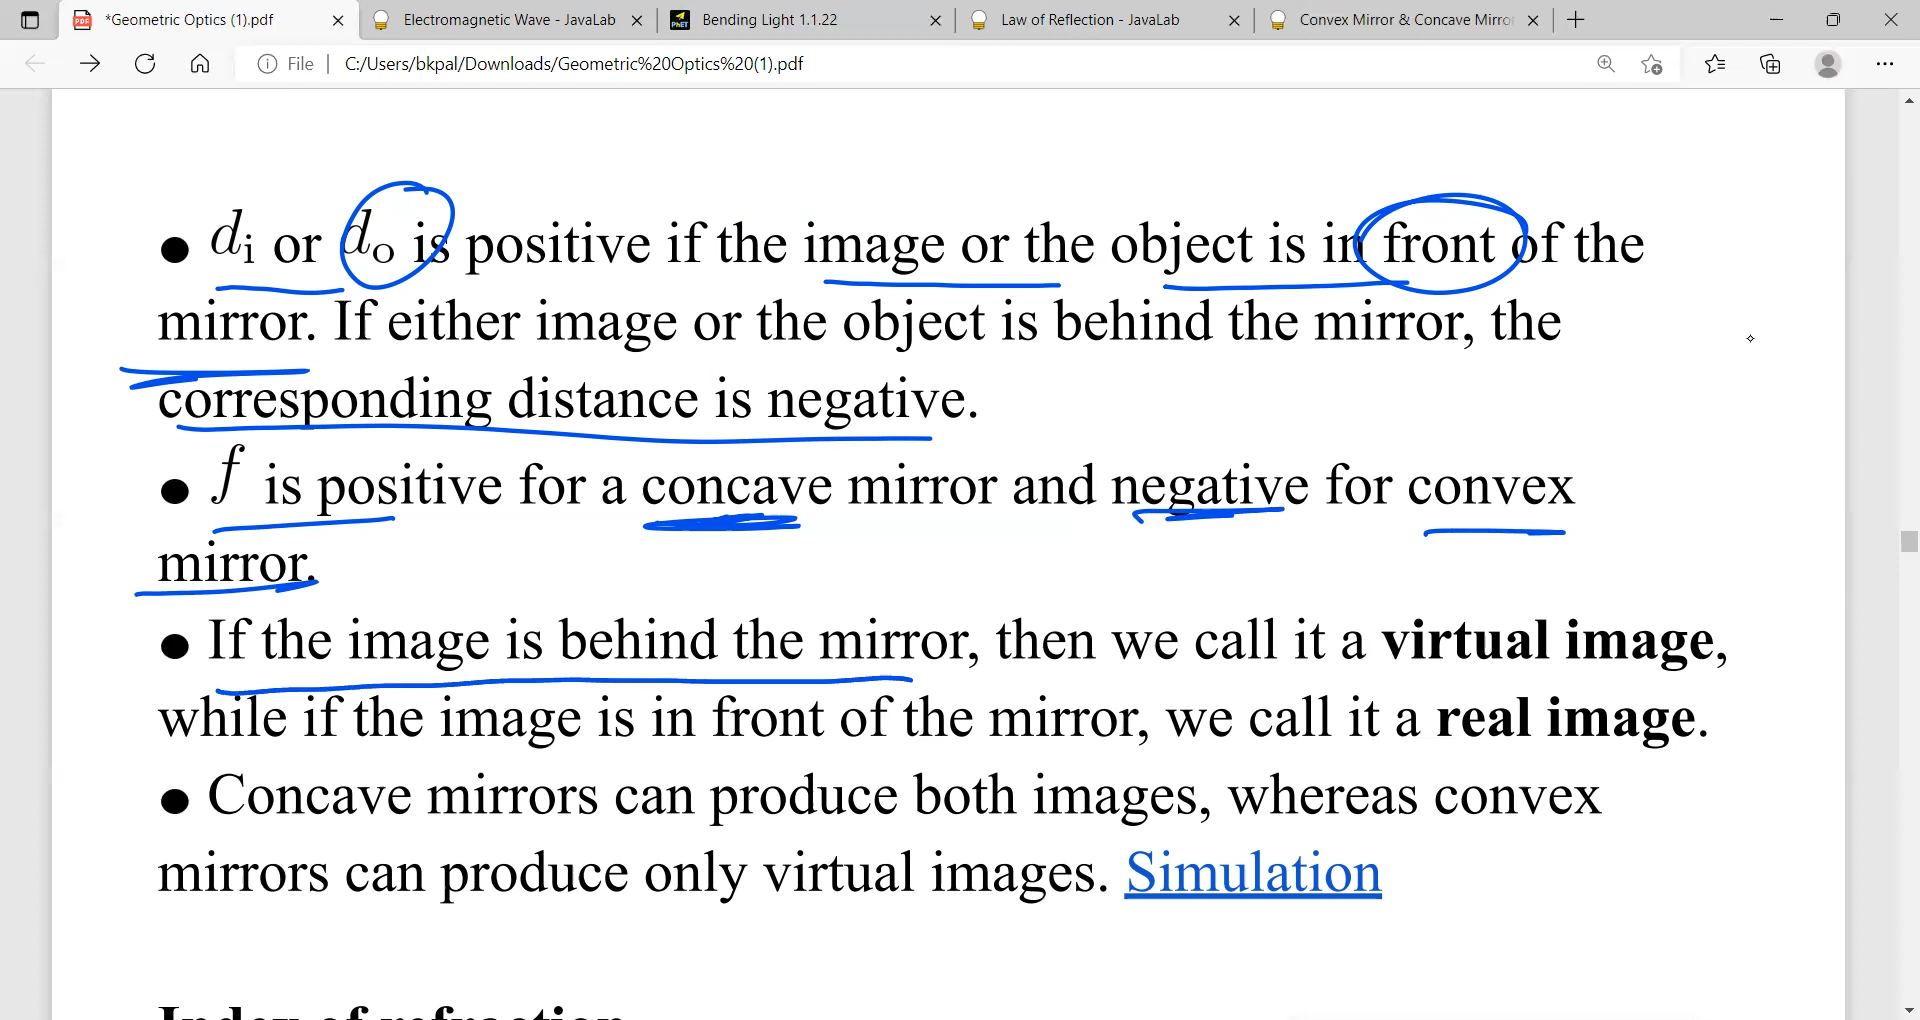 *Geometric Optics (1).pdf
Electromagnetic Wave - JavaLab
Bending Light 1.1.22
Law of Reflection - JavaLab
Convex Mirror & Concave Mirro
File
C:/Users/bkpal/Downloads/Geometric%20Optics%20(1).pdf
● di or do is positive if the image or the object is in front of the
mirror. If either image or the object is behind the mirror, the
corresponding distance is negative.
● f is positive for a concave mirror and negative for convex
mirror.
● If the image is behind the mirror, then we call it a virtual image,
while if the image is in front of the mirror, we call it a real image.
● Concave mirrors can produce both images, whereas convex
mirrors can produce only virtual images. Simulation
Index of refraction